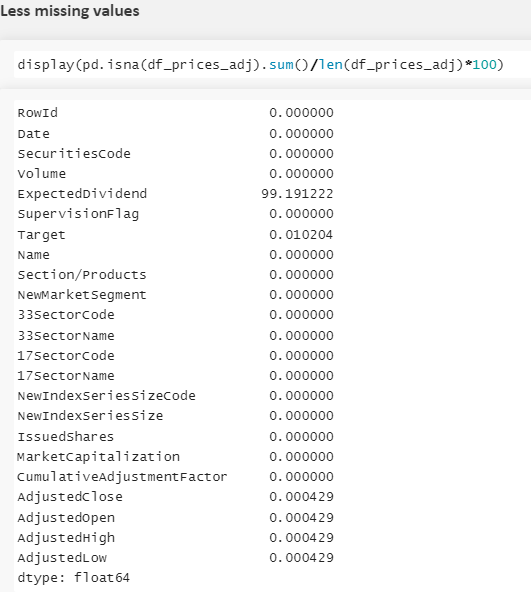 Less missing values
display(pd.isna(df_prices_adj).sum()/len(df_prices_adj)*100)
RowId 0.000000
Date 0.000000
SecuritiesCode 0.000000
Volume 0.000000
ExpectedDividend 99.191222
SupervisionFlag 0.000000
Target 0.010204
Name 0.000000
Section/Products 0.000000
NewMarketSegment 0.000000
33SectorCode 0.000000
33SectorName 0.000000
17SectorCode 0.000000
17SectorName 0.000000
NewIndexSeriesSizeCode 0.000000
NewIndexSeriesSize 0.000000
IssuedShares 0.000000
MarketCapitalization 0.000000
CumulativeAdjustmentFactor 0.000000
AdjustedClose 0.000429
AdjustedOpen 0.000429
AdjustedHigh 0.000429
AdjustedLow 0.000429
dtype: float64